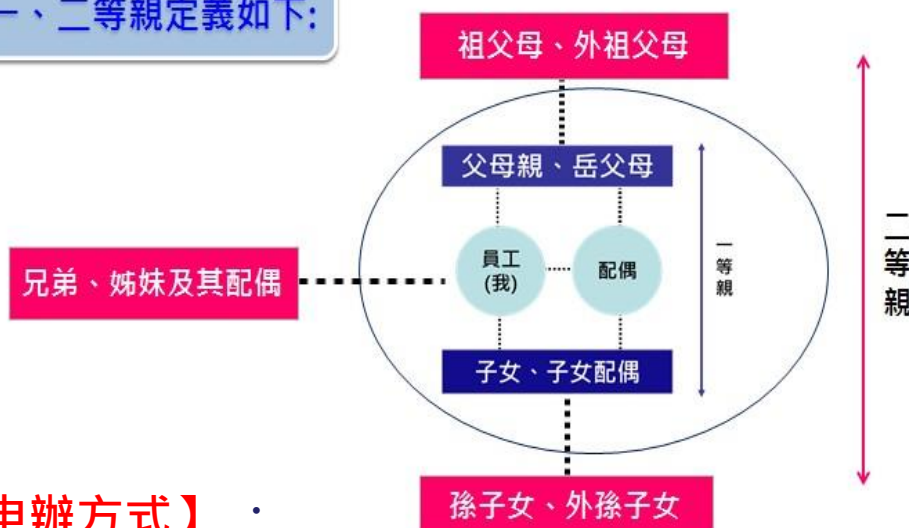 一、二等親定義如下:
祖父母、外祖父母
父母親、岳父母
員工
(我)
配偶
一等親
二等親
兄弟、姊妹及其配偶
子女、子女配偶
孫子女、外孫子女
申辦方式】：